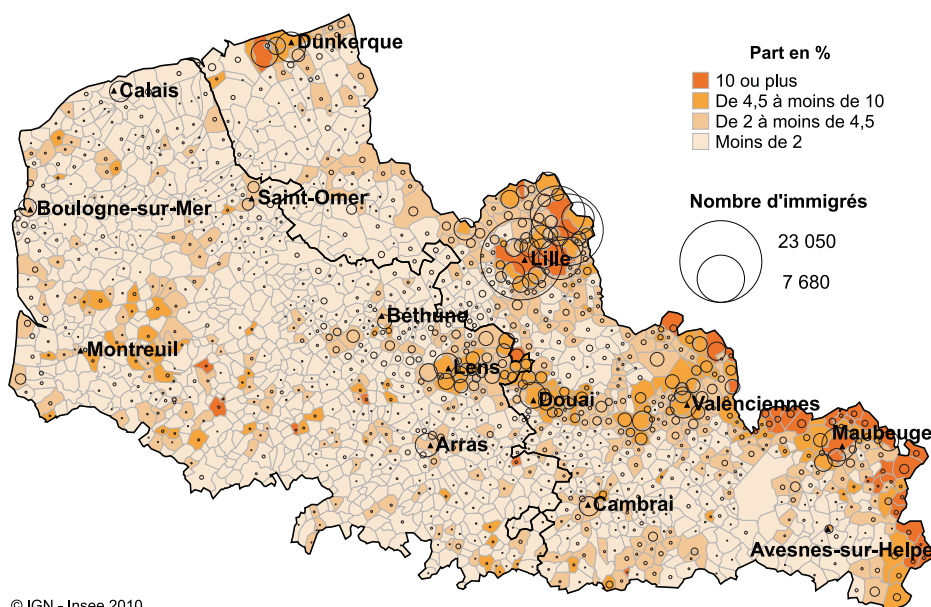 Dunkerque
Calais
Saint-Omer
Boulogne-sur-Mer
Lille
Béthune
Montreuil
Lens
Douai
Valenciennes
Maubeuge
Arras
Cambrai
Avesnes-sur-Helpe
Part en %
10 ou plus
De 4,5 à moins de 10
De 2 à moins de 4,5
Moins de 2
Nombre d'immigrés
23 050
7 680
© IGN - Insee 2010